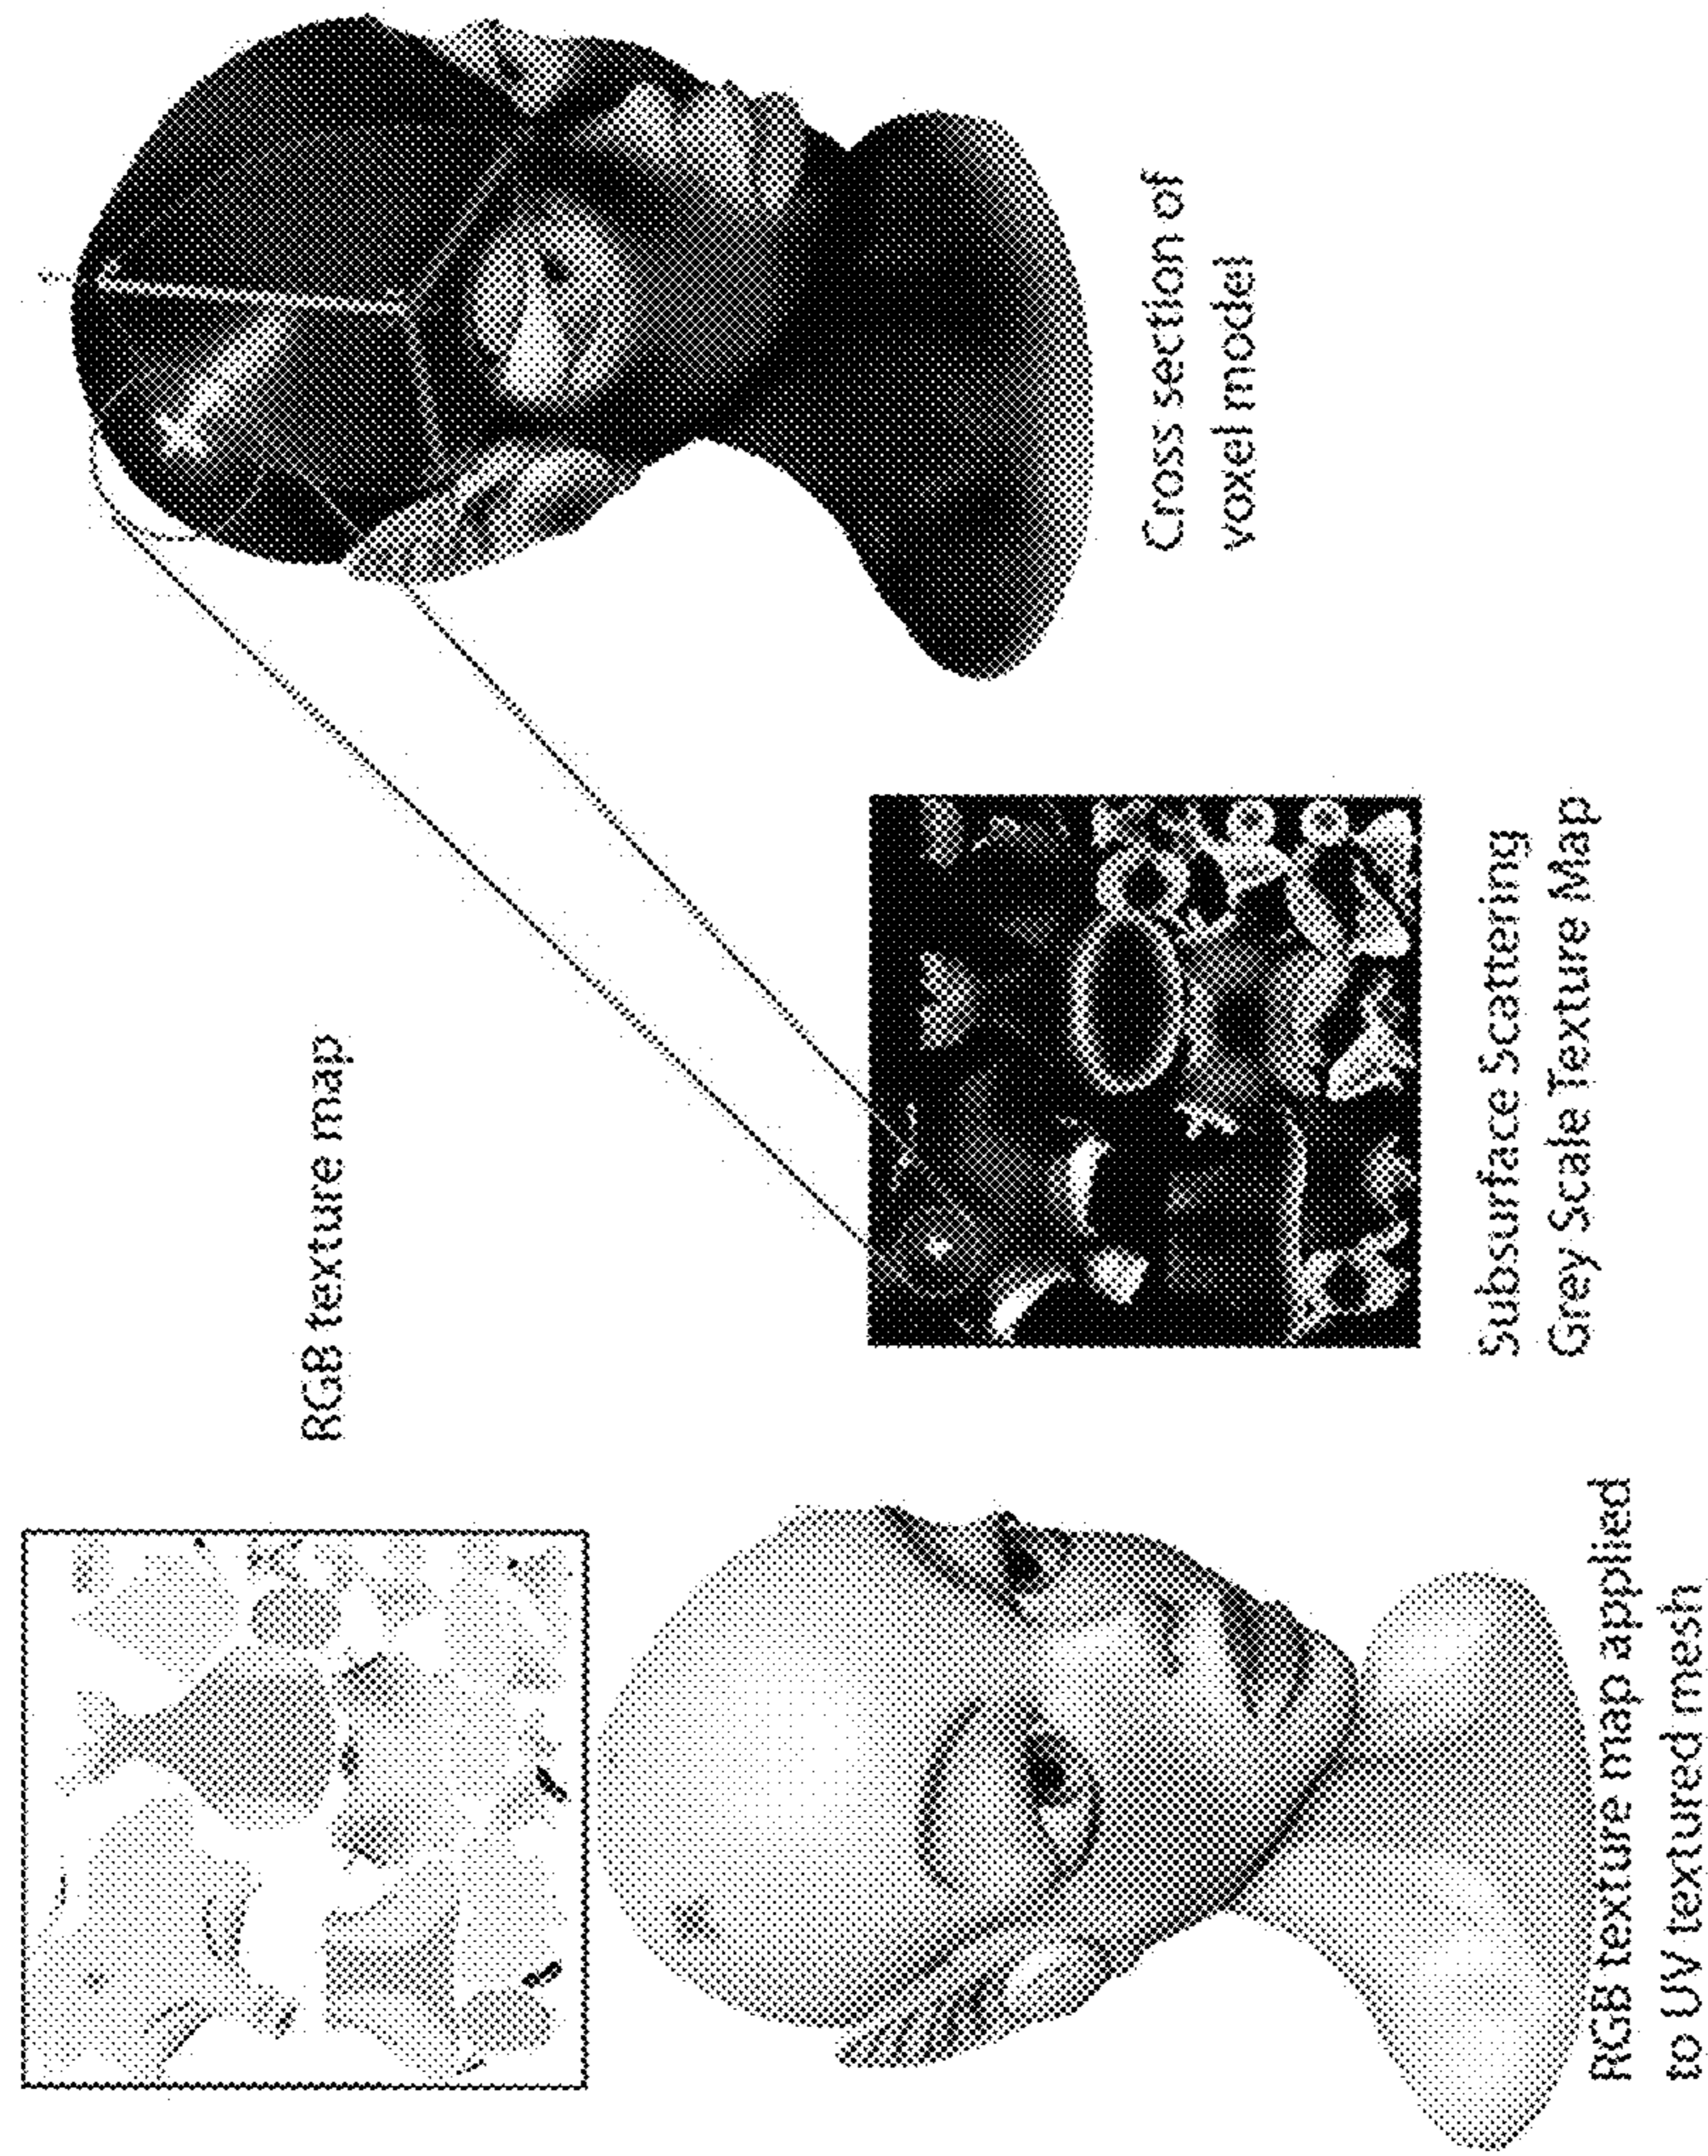 RGB texture map
RGB texture map applied
to UV textured mesh
Subsurface Scattering
Grey Scale Texture Map
Cross section of
voxel model